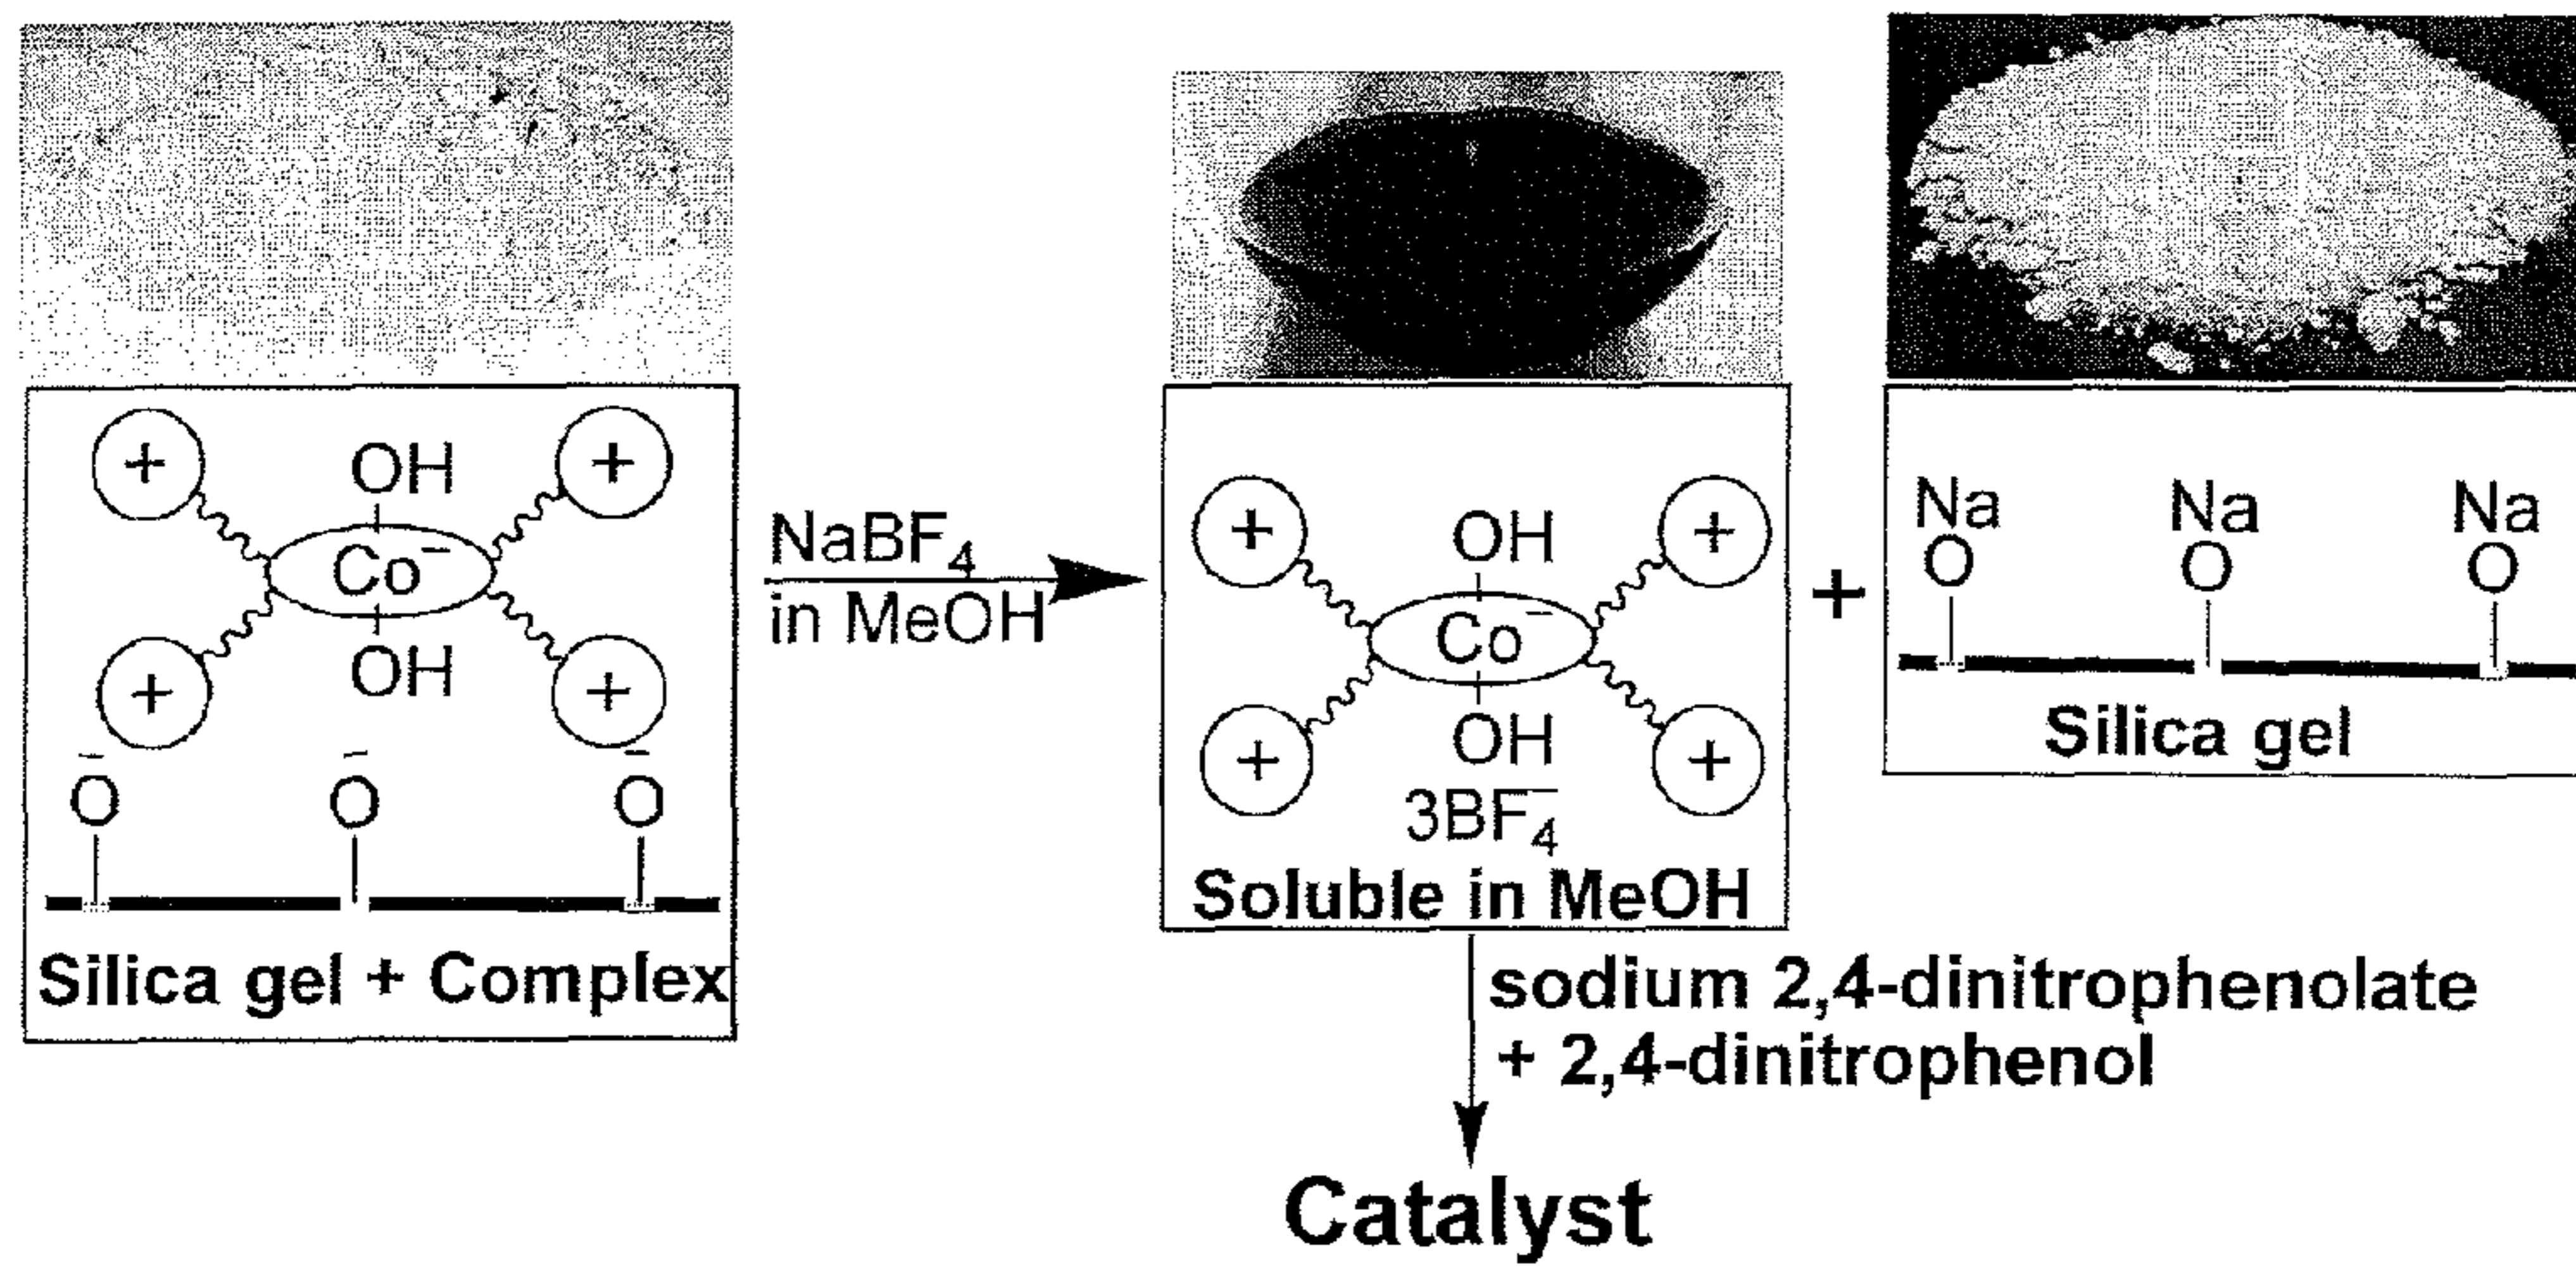 + OH +
Co⁻
+ OH +
O⁻ O⁻ O⁻
Silica gel + Complex
NaBF₄
in MeOH
+ OH +
Co⁻
+ OH +
3BF₄⁻
Soluble in MeOH
+
Na Na Na
O O O
Silica gel
sodium 2,4-dinitrophenolate
+ 2,4-dinitrophenol
Catalyst